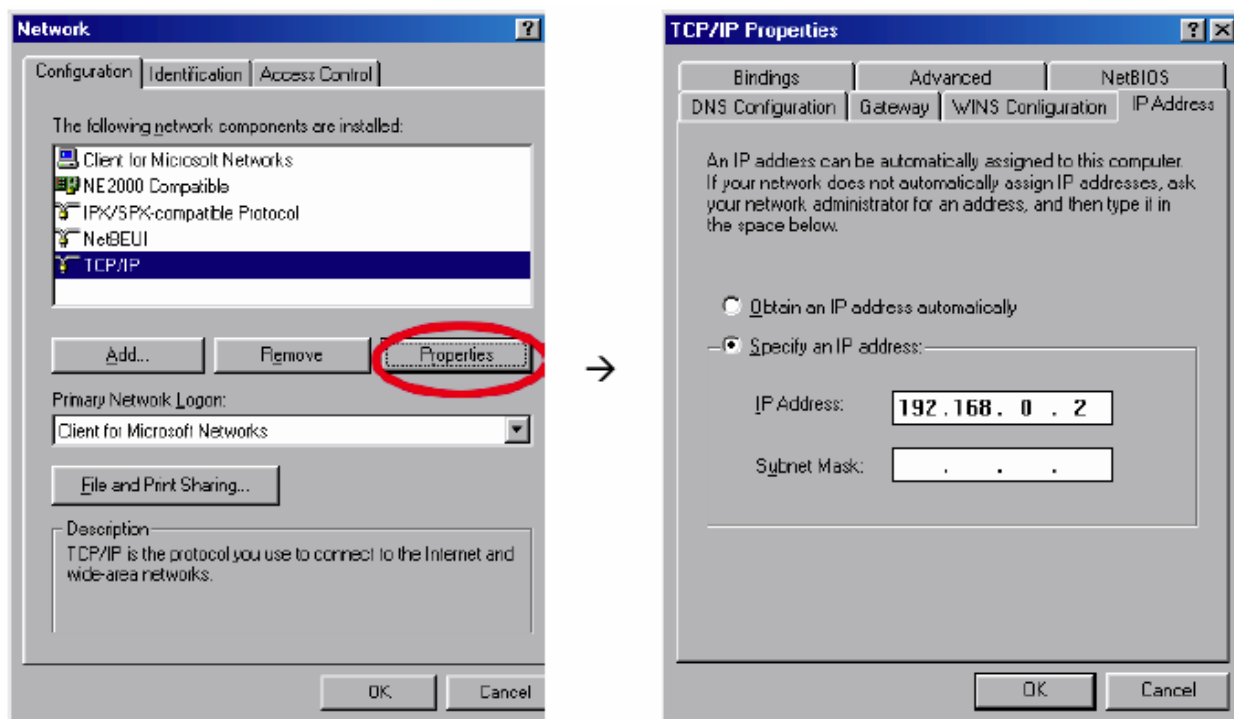 Network
?
Configuration Identification Access Control
The following network components are installed:
Client for Microsoft Networks
NE2000 Compatible
IPX/SPX-compatible Protocol
NetBEUI
TCP/IP
Add... Remove Properties
Primary Network Logon:
Client for Microsoft Networks
File and Print Sharing...
Description
TCP/IP is the protocol you use to connect to the Internet and
wide-area networks.
OK Cancel
→
TCP/IP Properties
? X
Bindings Advanced NetBIOS
DNS Configuration Gateway WINS Configuration IP Address
An IP address can be automatically assigned to this computer.
If your network does not automatically assign IP addresses, ask
your network administrator for an address, and then type it in
the space below.
Obtain an IP address automatically
Specify an IP address:
IP Address: 192.168. 0 . 2
Subnet Mask: . . .
OK Cancel